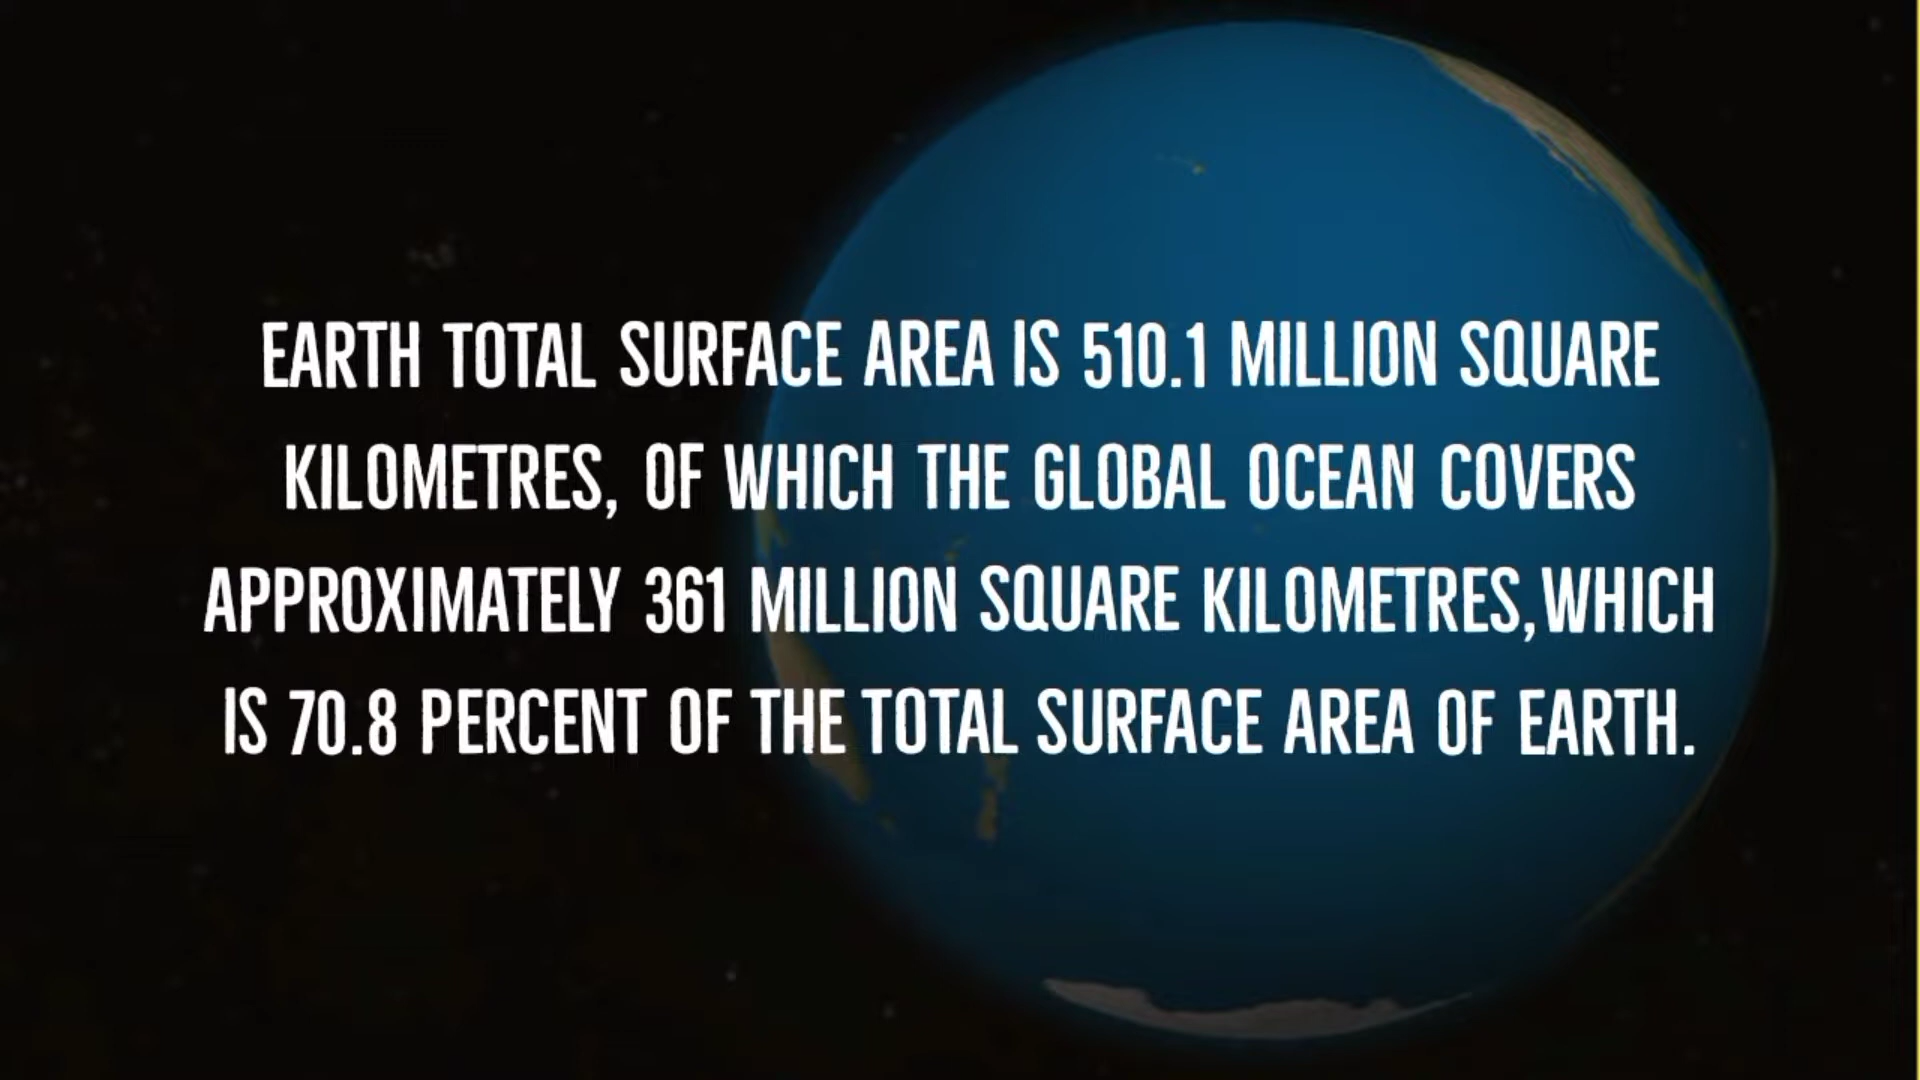 EARTH TOTAL SURFACE AREA IS 510.1 MILLION SQUARE
KILOMETRES, OF WHICH THE GLOBAL OCEAN COVERS
APPROXIMATELY 361 MILLION SQUARE KILOMETRES,WHICH
IS 70.8 PERCENT OF THE TOTAL SURFACE AREA OF EARTH.